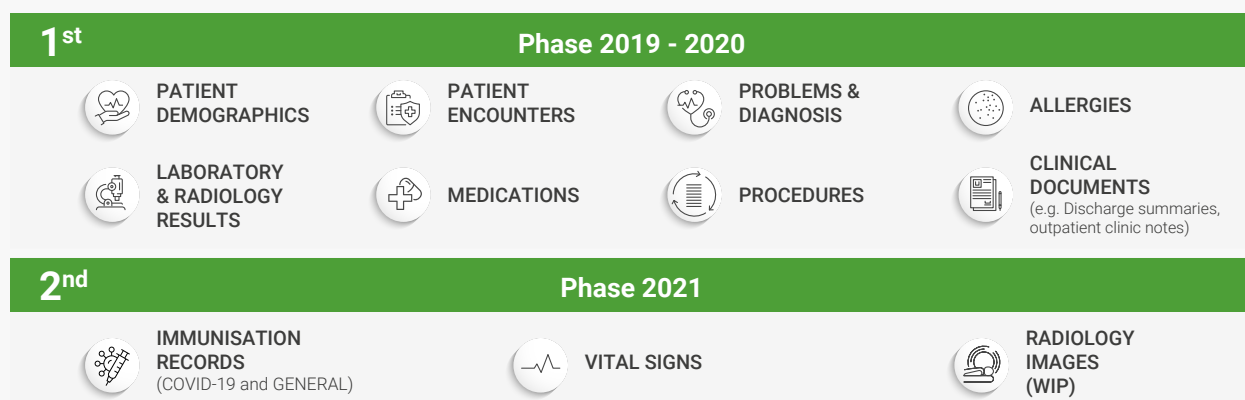 1st
Phase 2019 - 2020
PATIENT
DEMOGRAPHICS
PATIENT
ENCOUNTERS
PROBLEMS &
DIAGNOSIS
ALLERGIES
LABORATORY
& RADIOLOGY
RESULTS
MEDICATIONS
PROCEDURES
CLINICAL
DOCUMENTS
(e.g. Discharge summaries,
outpatient clinic notes)
2nd
Phase 2021
IMMUNISATION
RECORDS
(COVID-19 and GENERAL)
VITAL SIGNS
RADIOLOGY
IMAGES
(WIP)